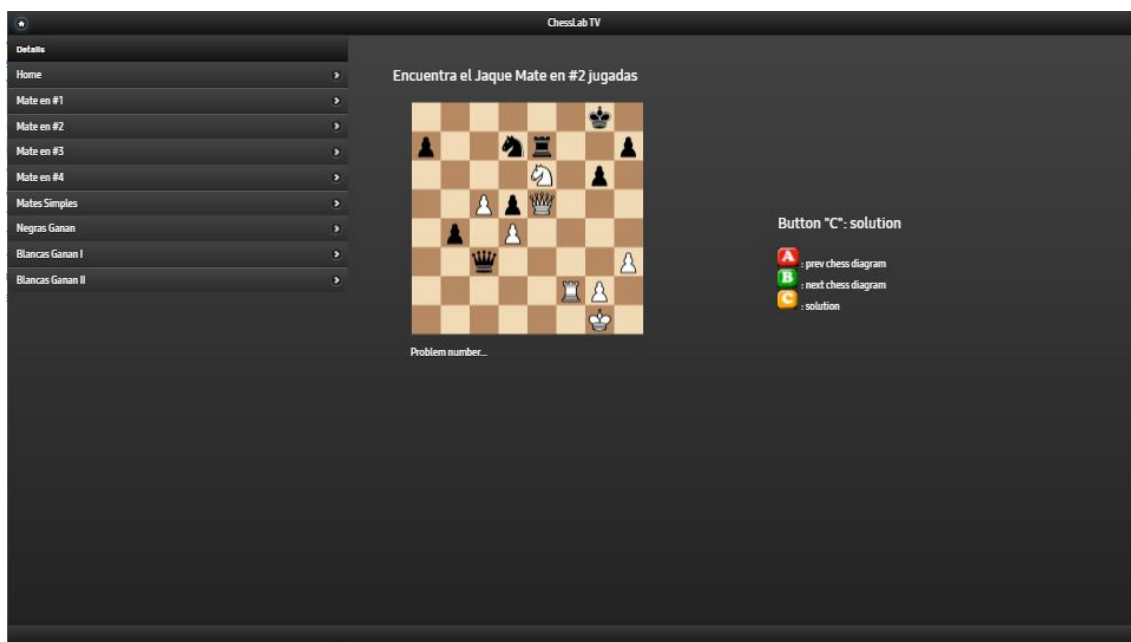 ChessLab TV
Details
Home
Mate en #1
Mate en #2
Mate en #3
Mate en #4
Mates Simples
Negras Ganan
Blancas Ganan I
Blancas Ganan II
Encuentra el Jaque Mate en #2 jugadas
Problem number...
Button "C": solution
A : prev chess diagram
B : next chess diagram
C : solution